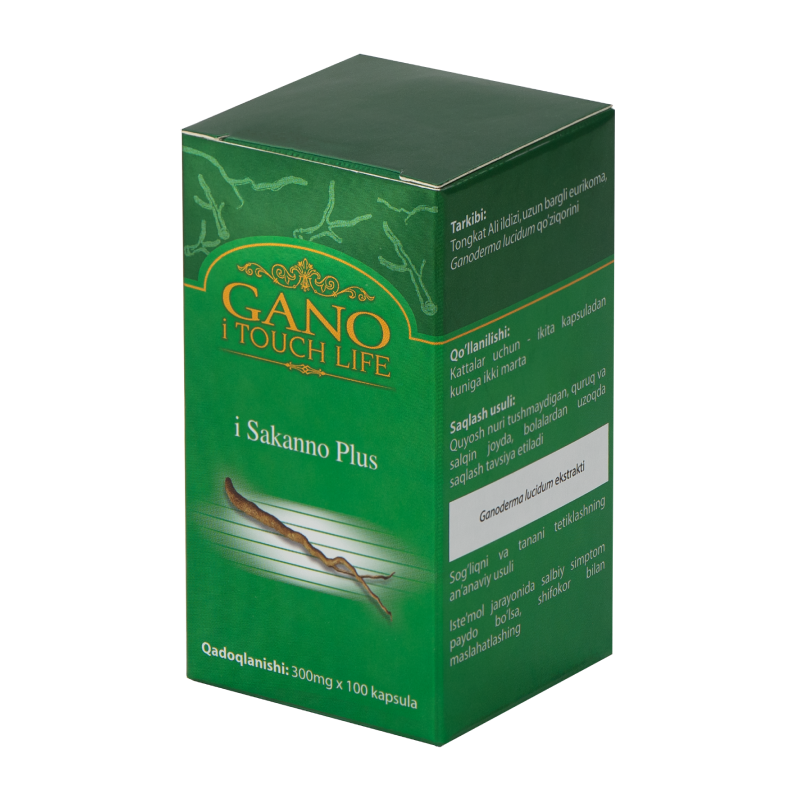 GANO
i TOUCH LIFE
i Sakanno Plus
Qadoqlanishi: 300mg x 100 kapsula
Tarkibi:
Tongkat Ali ildizi, uzun bargli eurikoma,
Ganoderma lucidum qo'ziqorini
Qo'llanilishi:
Kattalar uchun - ikita kapsuladan
kuniga ikki marta
Saqlash usuli:
Quyosh nuri tushmaydigan, quruq va
salqin joyda, bolalardan uzoqda
saqlash tavsiya etiladi
Ganoderma lucidum ekstrakti
Sog'liqni va tanani tetiklashning
an'anaviy usuli
Iste'mol jarayonida salbiy simptom
paydo bo'lsa, shifokor bilan
maslahatlashing